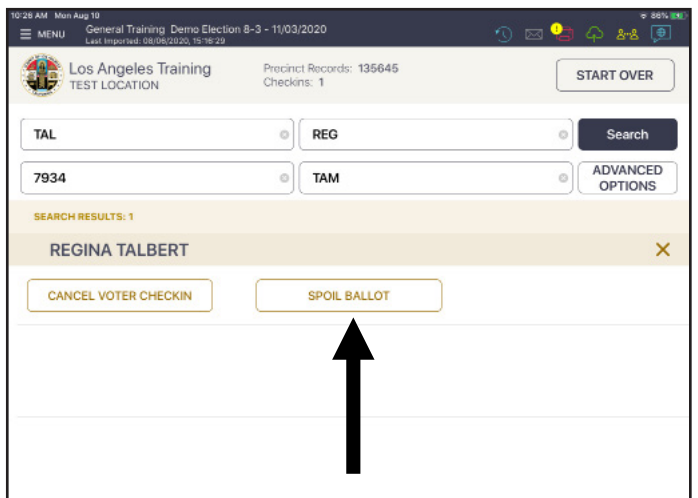 10:26 AM Mon Aug 10
86%
MENU
General Training Demo Election 8-3 - 11/03/2020
Last Imported: 08/06/2020, 15:16:29
Los Angeles Training
TEST LOCATION
Precinct Records: 135645
Checkins: 1
START OVER
TAL
REG
Search
7934
TAM
ADVANCED
OPTIONS
SEARCH RESULTS: 1
REGINA TALBERT
CANCEL VOTER CHECKIN
SPOIL BALLOT